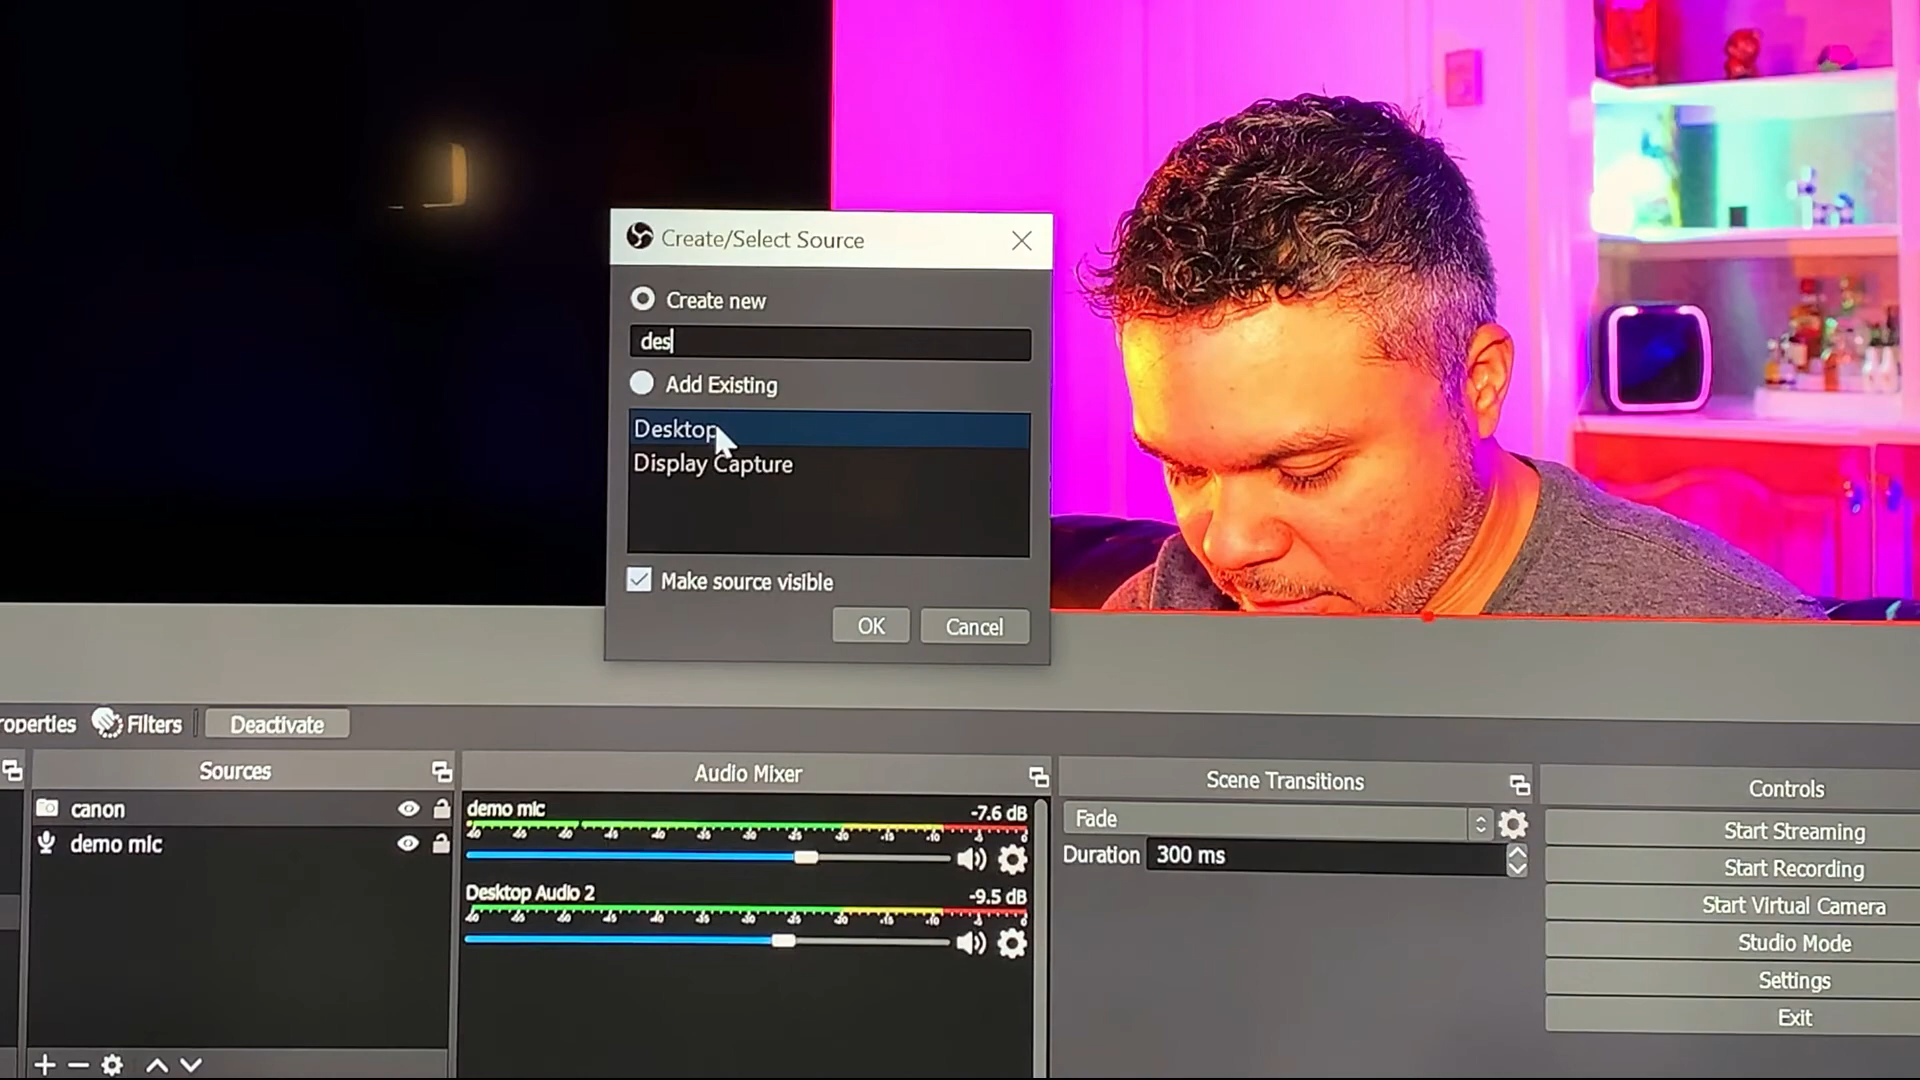 Create/Select Source
Create new
des
Add Existing
Desktop
Display Capture
Make source visible
OK Cancel
roperties Filters Deactivate
Sources
canon
demo mic
Audio Mixer
demo mic -7.6 dB
Desktop Audio 2 -9.5 dB
Scene Transitions
Fade
Duration 300 ms
Controls
Start Streaming
Start Recording
Start Virtual Camera
Studio Mode
Settings
Exit